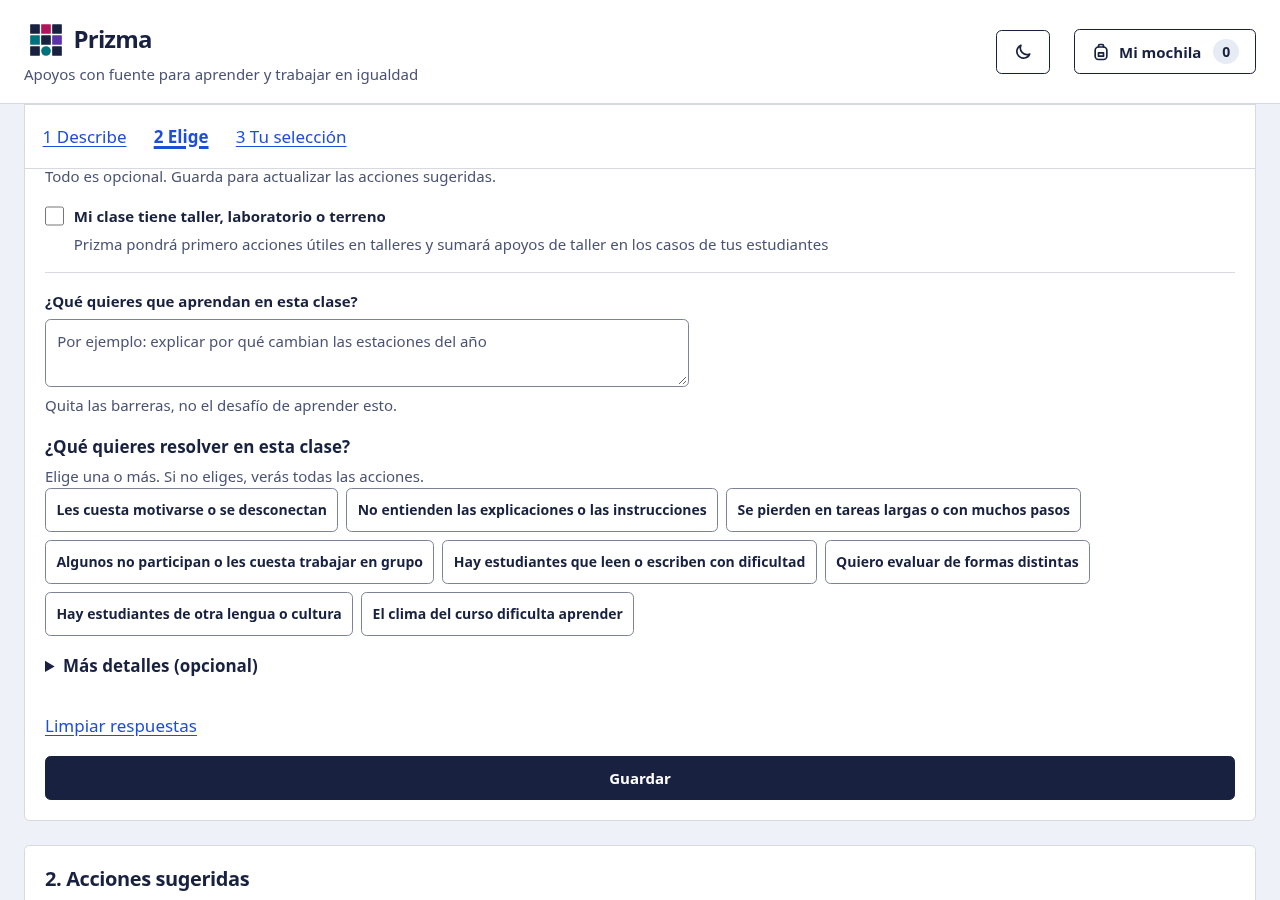 Prizma
Apoyos con fuente para aprender y trabajar en igualdad
Mi mochila 0
1 Describe 2 Elige 3 Tu selección
Todo es opcional. Guarda para actualizar las acciones sugeridas.
Mi clase tiene taller, laboratorio o terreno
Prizma pondrá primero acciones útiles en talleres y sumará apoyos de taller en los casos de tus estudiantes
¿Qué quieres que aprendan en esta clase?
Por ejemplo: explicar por qué cambian las estaciones del año
Quita las barreras, no el desafío de aprender esto.
¿Qué quieres resolver en esta clase?
Elige una o más. Si no eliges, verás todas las acciones.
Les cuesta motivarse o se desconectan No entienden las explicaciones o las instrucciones Se pierden en tareas largas o con muchos pasos
Algunos no participan o les cuesta trabajar en grupo Hay estudiantes que leen o escriben con dificultad Quiero evaluar de formas distintas
Hay estudiantes de otra lengua o cultura El clima del curso dificulta aprender
Más detalles (opcional)
Limpiar respuestas
Guardar
2. Acciones sugeridas